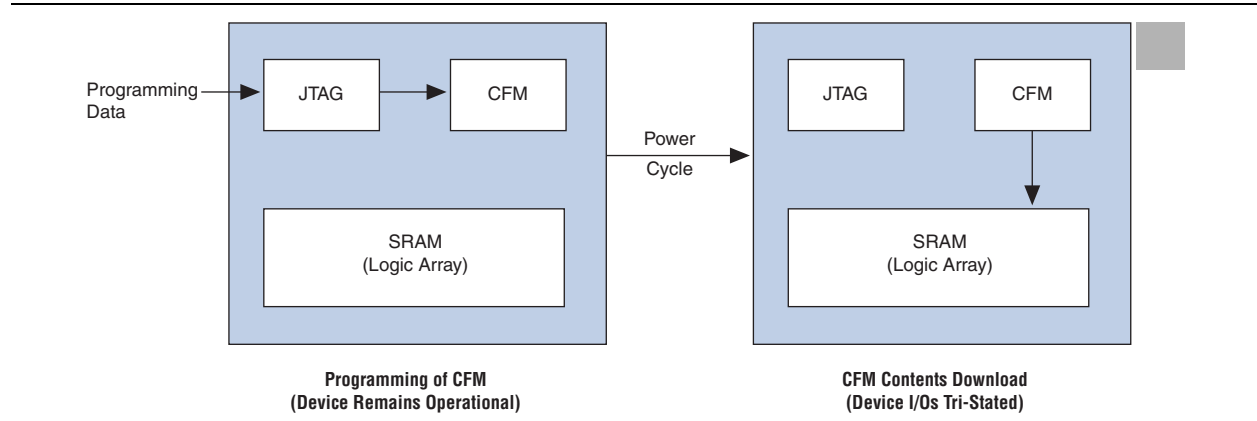 Programming
Data
JTAG
CFM
SRAM
(Logic Array)
Programming of CFM
(Device Remains Operational)
Power
Cycle
JTAG
CFM
SRAM
(Logic Array)
CFM Contents Download
(Device I/Os Tri-Stated)